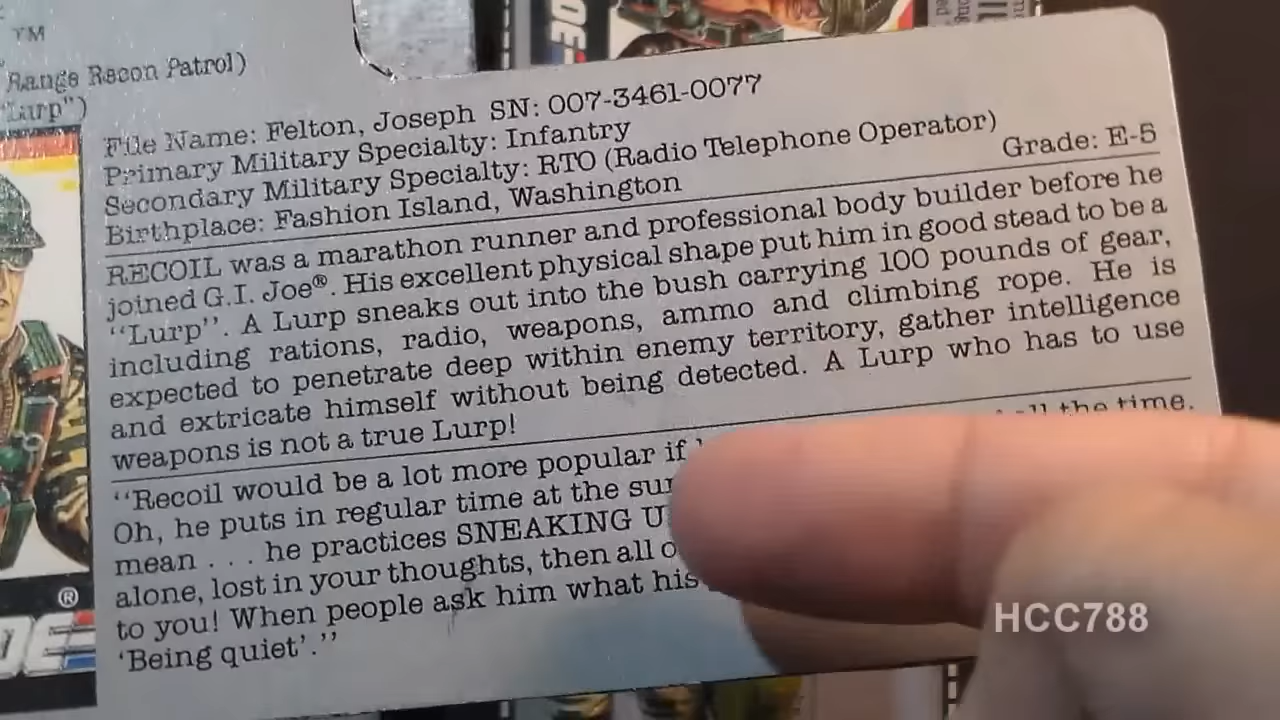 TM
Range Recon Patrol)
"Lurp")
File Name: Felton, Joseph SN: 007-3461-0077
Primary Military Specialty: Infantry
Secondary Military Specialty: RTO (Radio Telephone Operator)
Birthplace: Fashion Island, Washington
Grade: E-5
RECOIL was a marathon runner and professional body builder before he
joined G.I. Joe®. His excellent physical shape put him in good stead to be a
"Lurp". A Lurp sneaks out into the bush carrying 100 pounds of gear,
including rations, radio, weapons, ammo and climbing rope. He is
expected to penetrate deep within enemy territory, gather intelligence
and extricate himself without being detected. A Lurp who has to use
weapons is not a true Lurp!
"Recoil would be a lot more popular if
the time.
Oh, he puts in regular time at the
mean . . . he practices SNEAKING
alone, lost in your thoughts, then all
to you! When people ask him what his
'Being quiet'."
®
HCC788